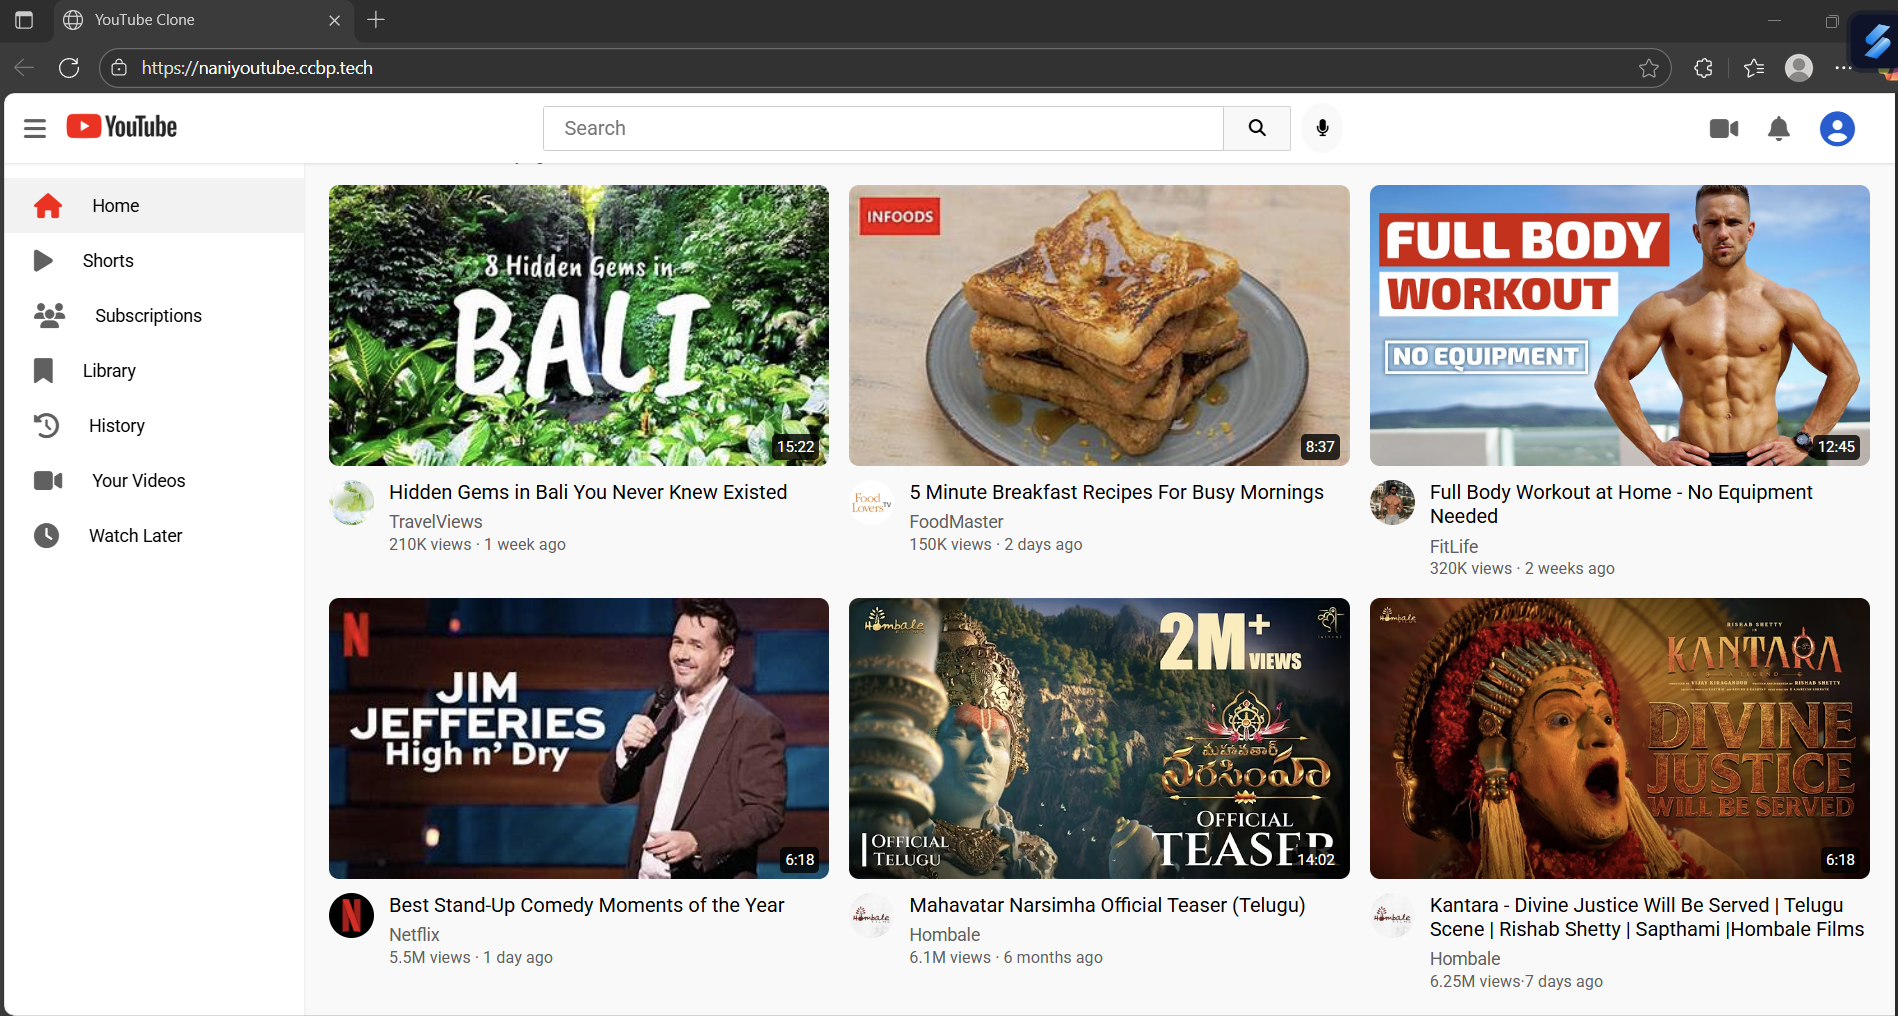 YouTube Clone
https://naniyoutube.ccbp.tech
YouTube
Search
Home
Shorts
Subscriptions
Library
History
Your Videos
Watch Later
8 Hidden Gems in
BALI
15:22
Hidden Gems in Bali You Never Knew Existed
TravelViews
210K views · 1 week ago
INFOODS
8:37
Food
Lovers TV
5 Minute Breakfast Recipes For Busy Mornings
FoodMaster
150K views · 2 days ago
FULL BODY
WORKOUT
NO EQUIPMENT
12:45
Full Body Workout at Home - No Equipment
Needed
FitLife
320K views · 2 weeks ago
N
JIM
JEFFERIES
High n' Dry
6:18
N
Best Stand-Up Comedy Moments of the Year
Netflix
5.5M views · 1 day ago
Hombale
2M+
VIEWS
మహావతార్
నరసింహ
OFFICIAL
TEASER
OFFICIAL
TELUGU
14:02
Hombale
Mahavatar Narsimha Official Teaser (Telugu)
Hombale
6.1M views · 6 months ago
Hombale
RISHAB SHETTY
KANTARA
LEGEND
DIVINE
JUSTICE
WILL BE SERVED
6:18
Hombale
Kantara - Divine Justice Will Be Served | Telugu
Scene | Rishab Shetty | Sapthami |Hombale Films
Hombale
6.25M views·7 days ago